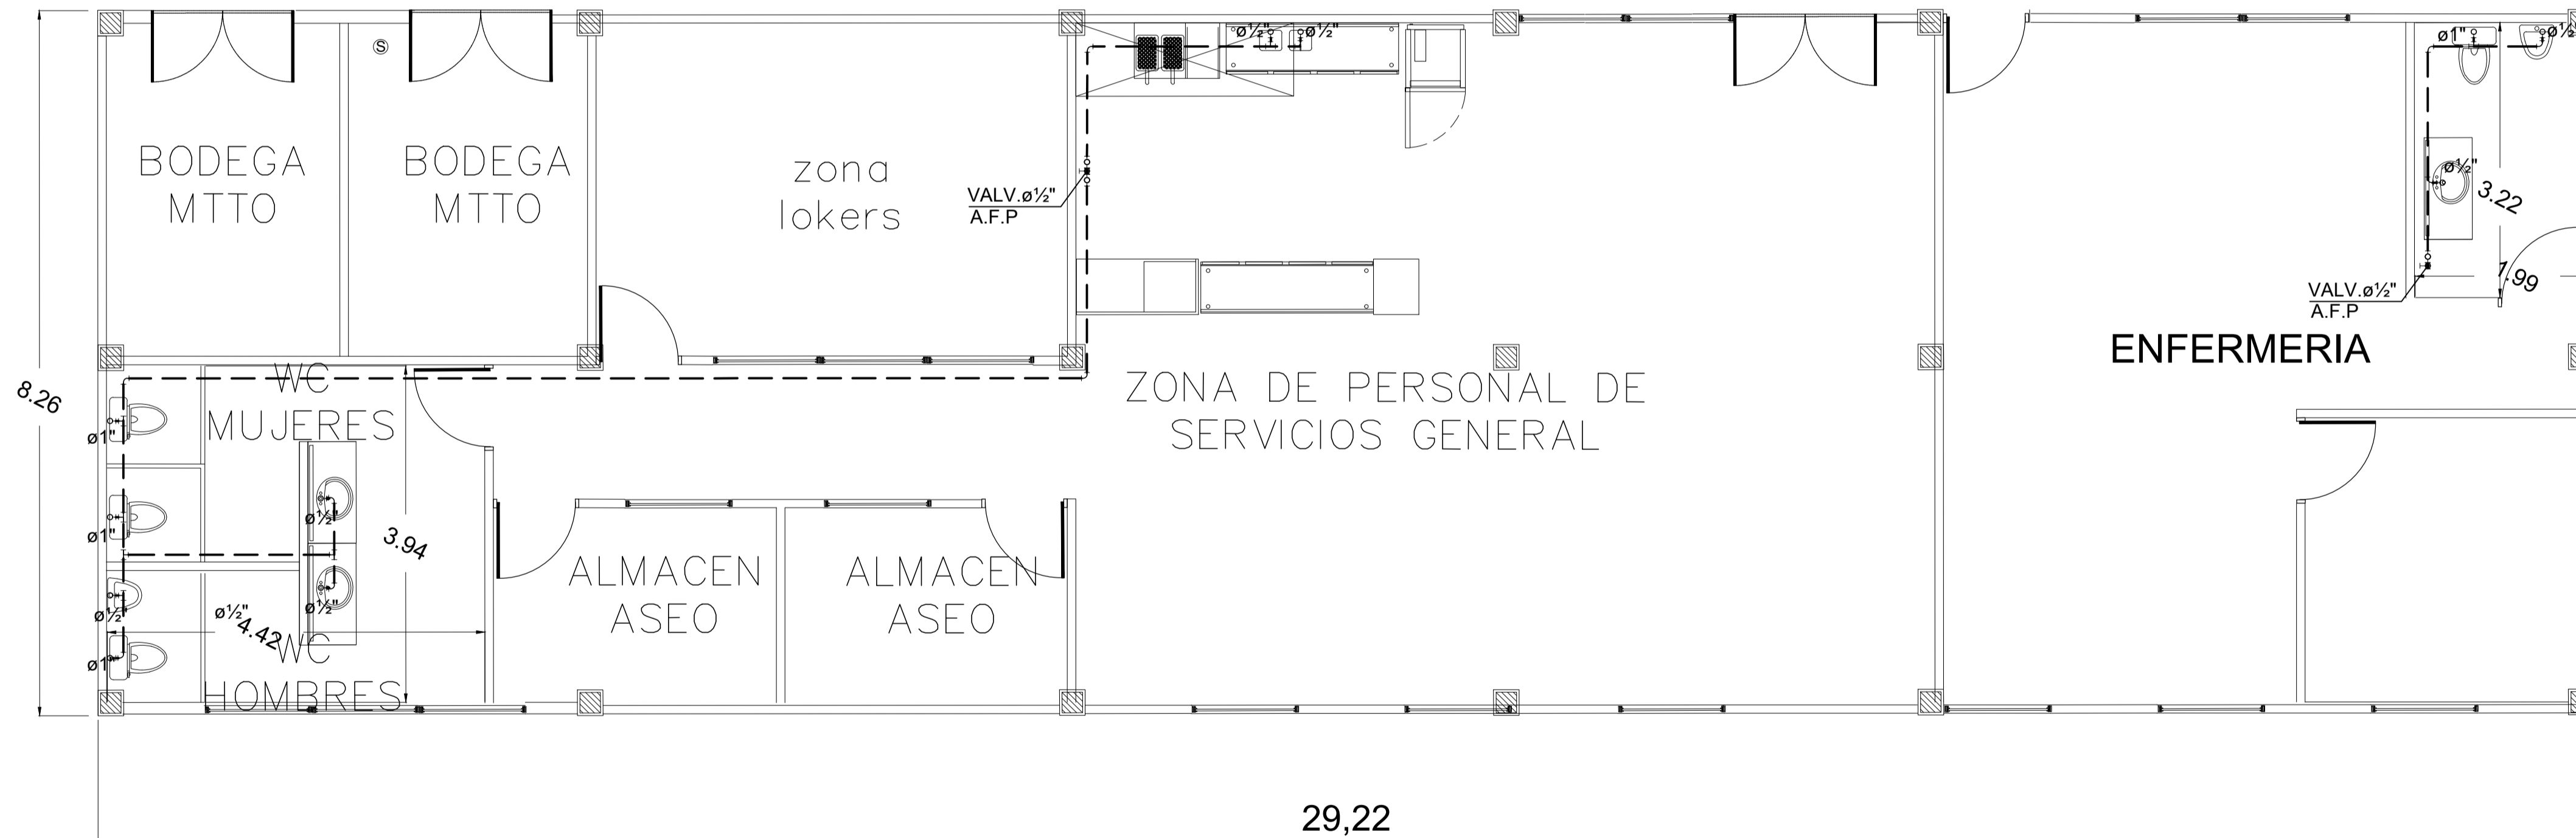 ø½"
ø½"
ø1"
ø½
S
BODEGA
MTTO
BODEGA
MTTO
zona
lokers
VALV.ø½"
A.F.P
ø½"
3.22
1.99
VALV.ø½"
A.F.P
ENFERMERIA
8.26
WC
MUJERES
ZONA DE PERSONAL DE
SERVICIOS GENERAL
ø1"
ø1"
ø½"
3.94
ALMACEN
ASEO
ALMACEN
ASEO
ø½"
ø½"
ø½"
4.42
WC
HOMBRES
ø1"
29,22